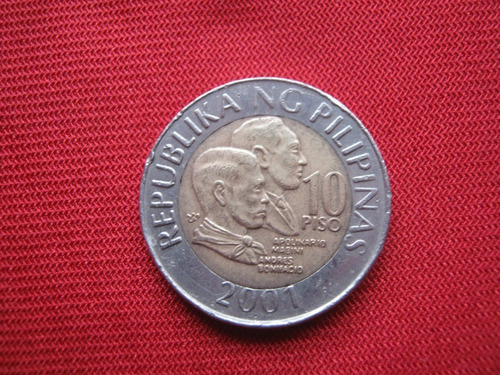 REPUBLIKA NG PILIPINAS
10
PISO
APOLINARIO
MABINI
ANDRES
BONIFACIO
2001